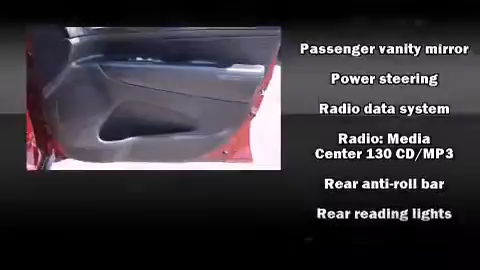 Passenger vanity mirror
Power steering
Radio data system
Radio: Media
Center 130 CD/MP3
Rear anti-roll bar
Rear reading lights